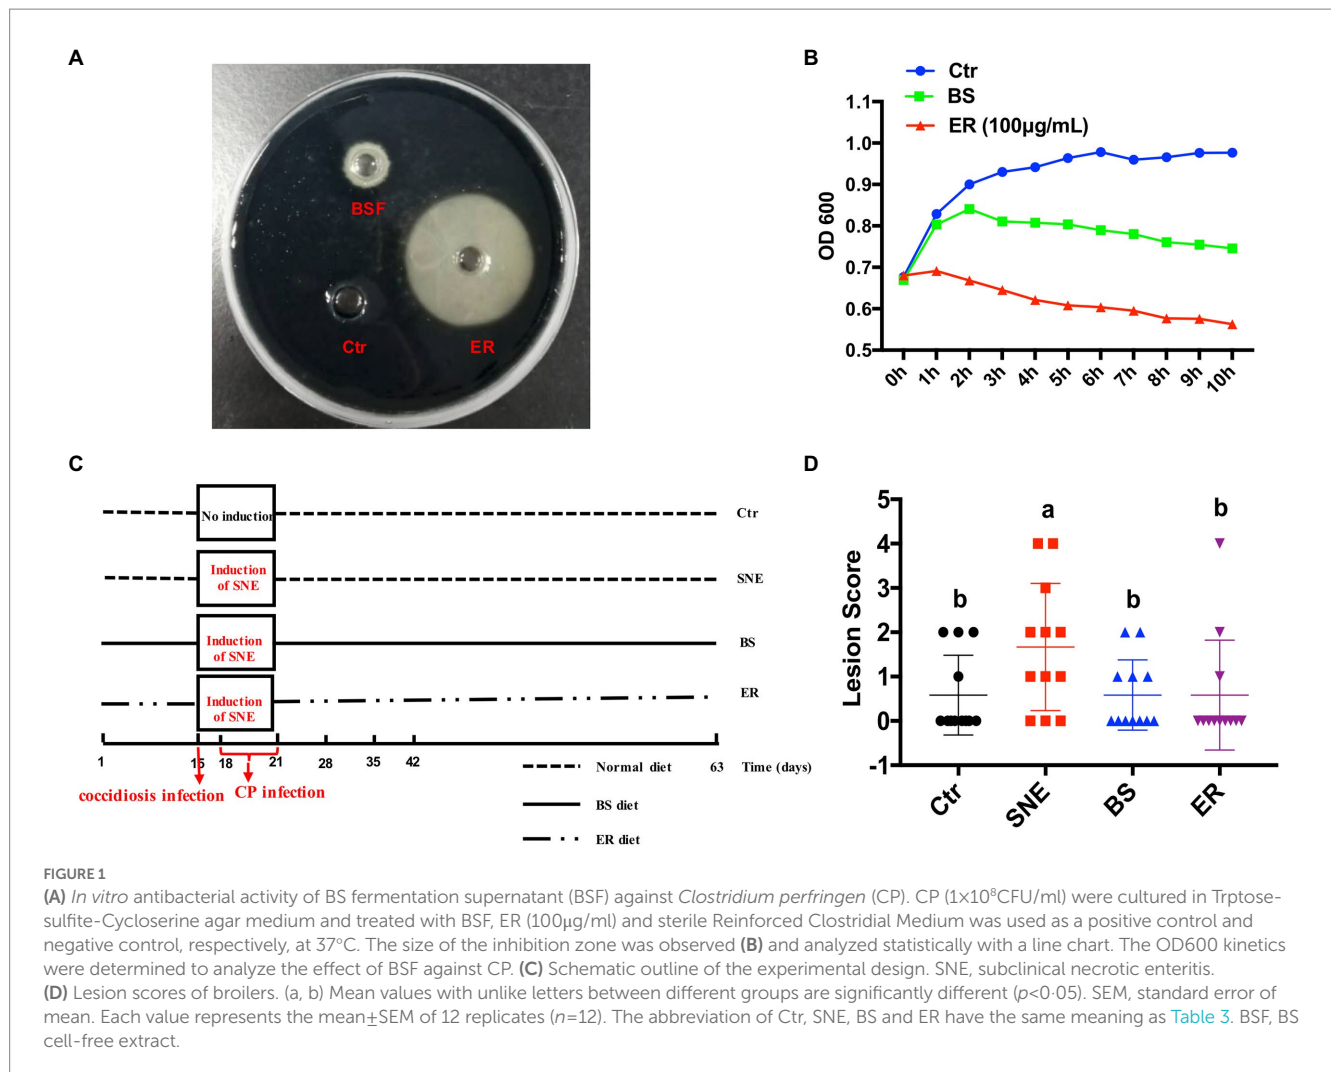 A
BSF
Ctr
ER
B
Ctr
BS
ER (100μg/mL)
OD 600
1.1
1.0
0.9
0.8
0.7
0.6
0.5
0h
1h
2h
3h
4h
5h
6h
7h
8h
9h
10h
C
No induction
Ctr
Induction
of SNE
SNE
Induction
of SNE
BS
Induction
of SNE
ER
1
15
18
21
28
35
42
63
Time (days)
coccidiosis infection
CP infection
Normal diet
BS diet
ER diet
D
Lesion Score
5
4
3
2
1
0
-1
b
a
b
b
Ctr
SNE
BS
ER
FIGURE 1
(A) In vitro antibacterial activity of BS fermentation supernatant (BSF) against Clostridium perfringen (CP). CP (1×10⁸CFU/ml) were cultured in Trptose-
sulfite-Cycloserine agar medium and treated with BSF, ER (100μg/ml) and sterile Reinforced Clostridial Medium was used as a positive control and
negative control, respectively, at 37°C. The size of the inhibition zone was observed (B) and analyzed statistically with a line chart. The OD600 kinetics
were determined to analyze the effect of BSF against CP. (C) Schematic outline of the experimental design. SNE, subclinical necrotic enteritis.
(D) Lesion scores of broilers. (a, b) Mean values with unlike letters between different groups are significantly different (p<0·05). SEM, standard error of
mean. Each value represents the mean±SEM of 12 replicates (n=12). The abbreviation of Ctr, SNE, BS and ER have the same meaning as Table 3. BSF, BS
cell-free extract.